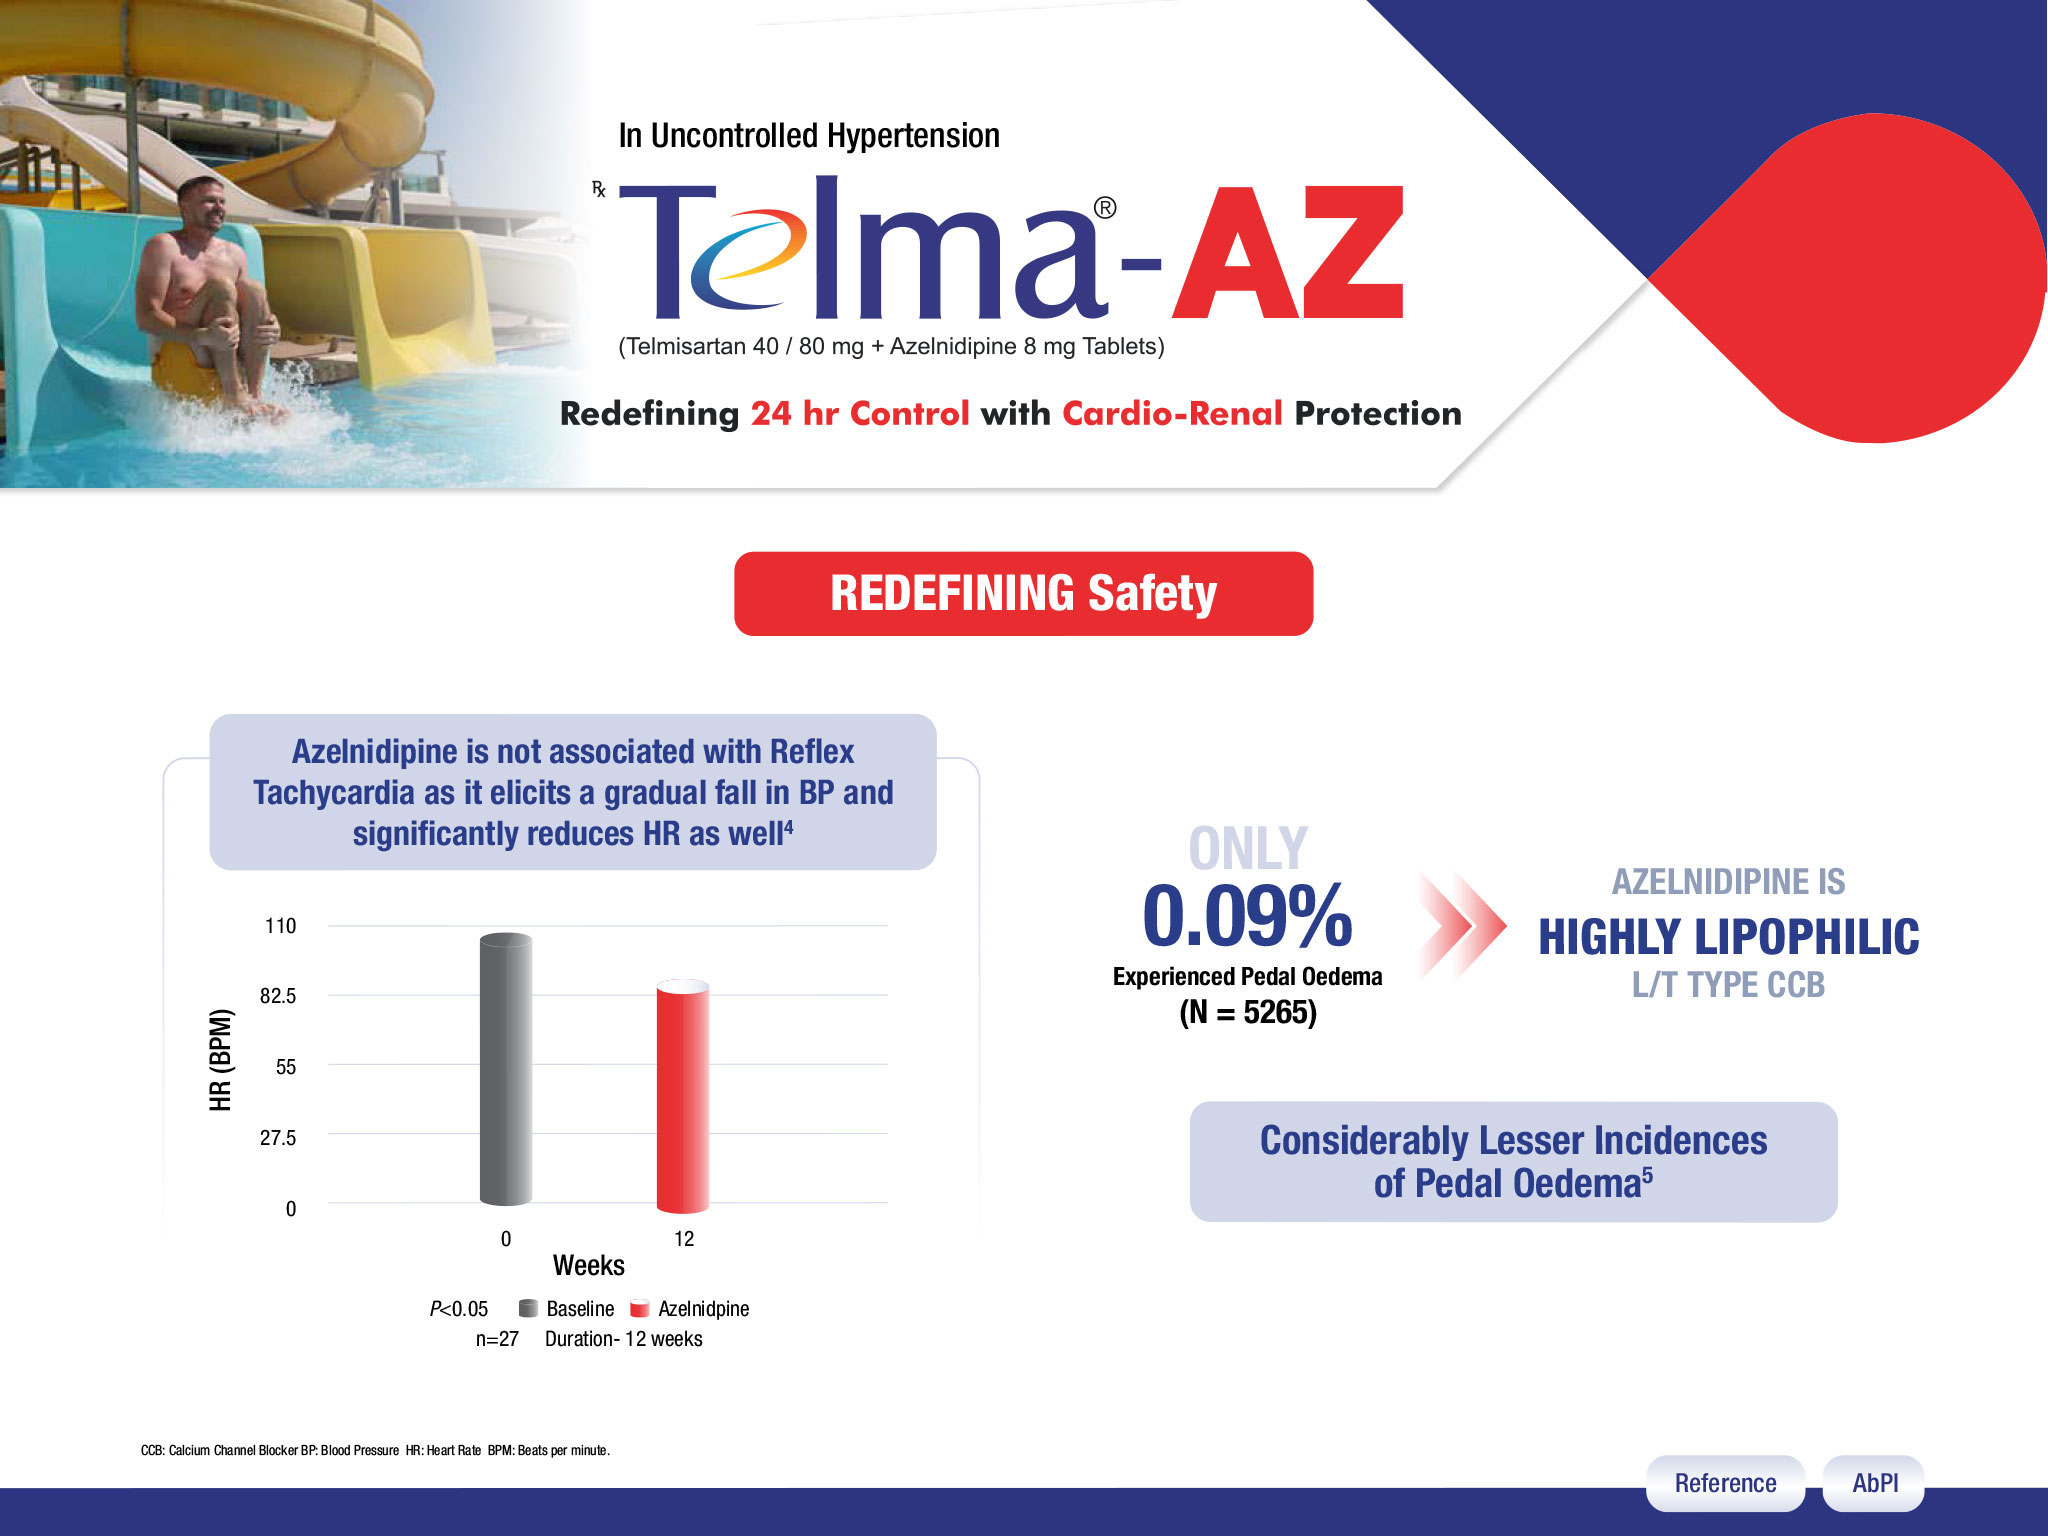 In Uncontrolled Hypertension
Rx Telma®-AZ
(Telmisartan 40 / 80 mg + Azelnidipine 8 mg Tablets)
Redefining 24 hr Control with Cardio-Renal Protection
REDEFINING Safety
Azelnidipine is not associated with Reflex
Tachycardia as it elicits a gradual fall in BP and
significantly reduces HR as well⁴
110
82.5
55
27.5
0
HR (BPM)
0 12
Weeks
P<0.05 Baseline Azelnidpine
n=27 Duration- 12 weeks
ONLY
0.09%
Experienced Pedal Oedema
(N = 5265)
AZELNIDIPINE IS
HIGHLY LIPOPHILIC
L/T TYPE CCB
Considerably Lesser Incidences
of Pedal Oedema⁵
CCB: Calcium Channel Blocker BP: Blood Pressure HR: Heart Rate BPM: Beats per minute.
Reference AbPI